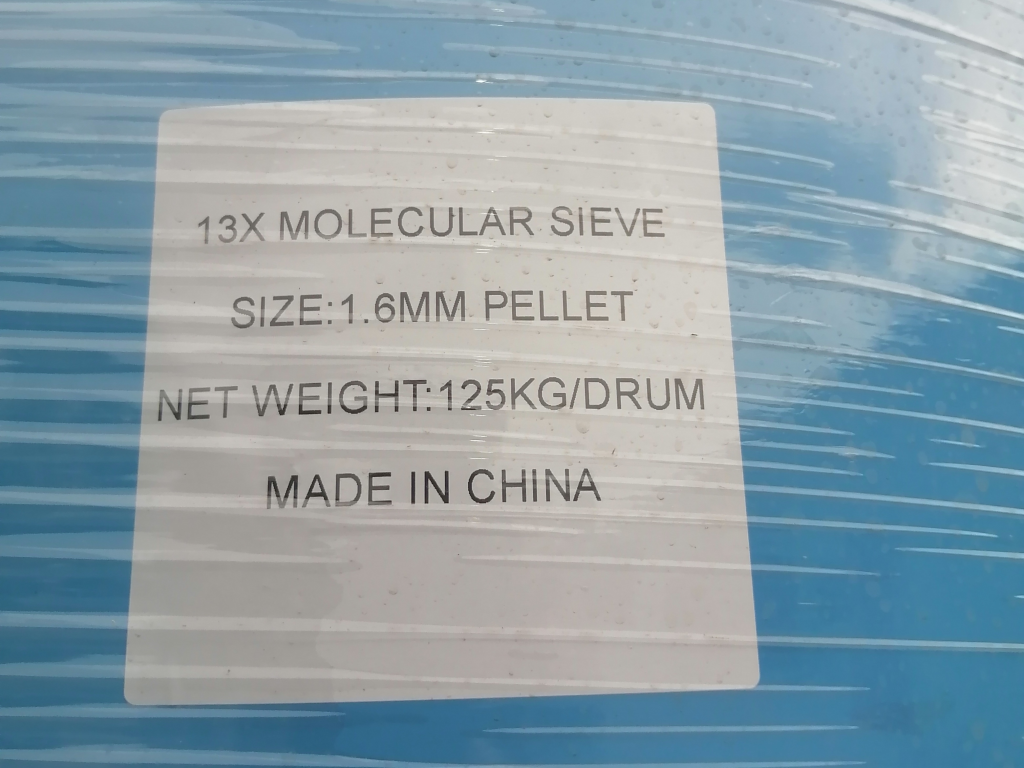 13X MOLECULAR SIEVE
SIZE:1.6MM PELLET
NET WEIGHT:125KG/DRUM
MADE IN CHINA